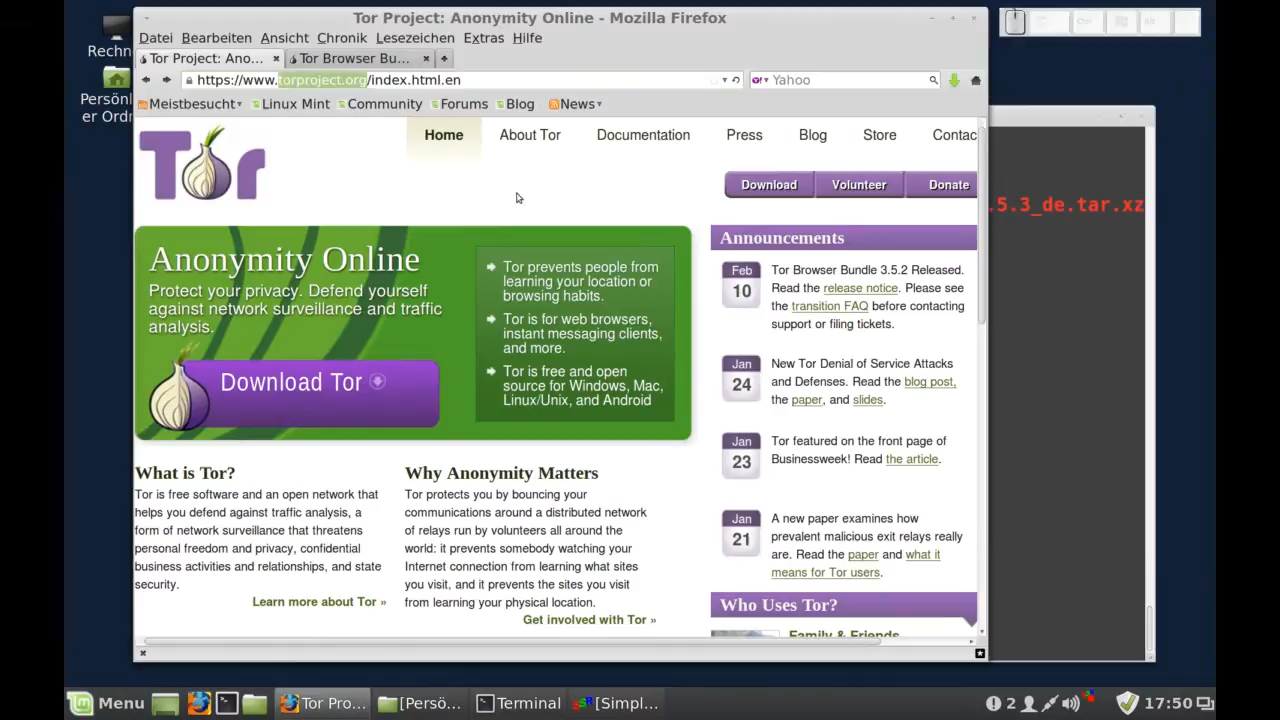 Tor Project: Anonymity Online - Mozilla Firefox
Datei Bearbeiten Ansicht Chronik Lesezeichen Extras Hilfe
Tor Project: Ano... Tor Browser Bu...
https://www.torproject.org/index.html.en Yahoo
Meistbesucht Linux Mint Community Forums Blog News
Rechn
Persönl
er Ordn
Tor
Home About Tor Documentation Press Blog Store Contac
Download Volunteer Donate
.5.3_de.tar.xz
Anonymity Online
Protect your privacy. Defend yourself
against network surveillance and traffic
analysis.
Download Tor
Tor prevents people from
learning your location or
browsing habits.
Tor is for web browsers,
instant messaging clients,
and more.
Tor is free and open
source for Windows, Mac,
Linux/Unix, and Android
Announcements
Feb
10
Tor Browser Bundle 3.5.2 Released.
Read the release notice. Please see
the transition FAQ before contacting
support or filing tickets.
Jan
24
New Tor Denial of Service Attacks
and Defenses. Read the blog post,
the paper, and slides.
Jan
23
Tor featured on the front page of
Businessweek! Read the article.
Jan
21
A new paper examines how
prevalent malicious exit relays really
are. Read the paper and what it
means for Tor users.
Who Uses Tor?
Family & Friends
What is Tor?
Tor is free software and an open network that
helps you defend against traffic analysis, a
form of network surveillance that threatens
personal freedom and privacy, confidential
business activities and relationships, and state
security.
Learn more about Tor »
Why Anonymity Matters
Tor protects you by bouncing your
communications around a distributed network
of relays run by volunteers all around the
world: it prevents somebody watching your
Internet connection from learning what sites
you visit, and it prevents the sites you visit
from learning your physical location.
Get involved with Tor »
Menu Tor Pro... [Persö... Terminal [Simpl... 2 17:50